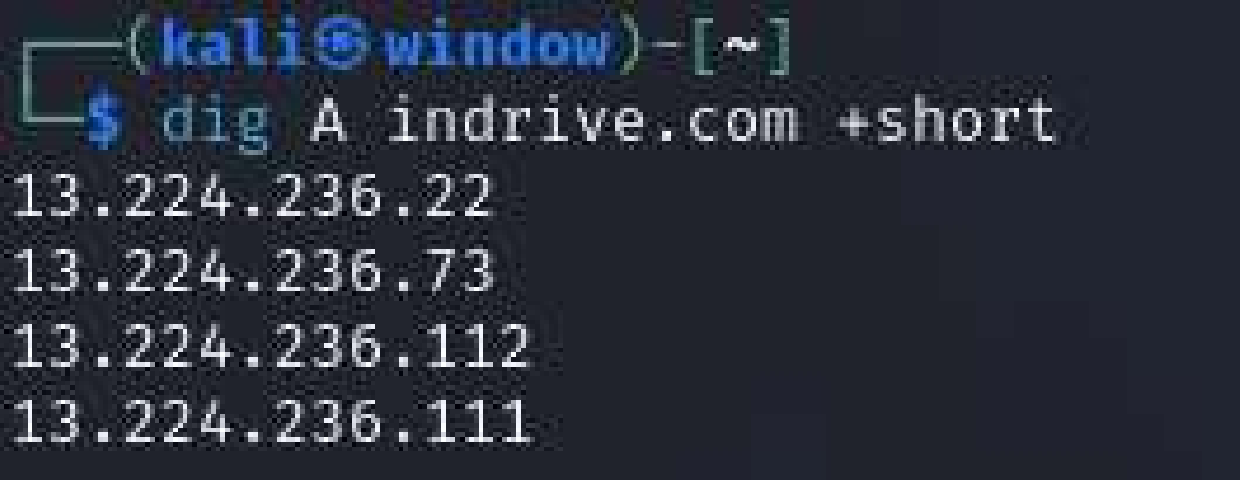 (kali㉿window)-[~]
$ dig A indrive.com +short
13.224.236.22
13.224.236.73
13.224.236.112
13.224.236.111